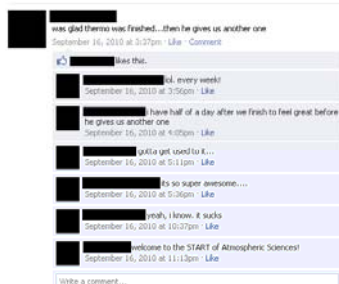 was glad thermo was finished...then he gives us another one
September 16, 2010 at 3:37pm · Like · Comment
likes this.
lol. every week!
September 16, 2010 at 3:56pm · Like
i have half of a day after we finish to feel great before
he gives us another one
September 16, 2010 at 4:05pm · Like
gotta get used to it...
September 16, 2010 at 5:11pm · Like
its so super awesome....
September 16, 2010 at 5:36pm · Like
yeah, i know. it sucks
September 16, 2010 at 10:37pm · Like
welcome to the START of Atmospheric Sciences!
September 16, 2010 at 11:13pm · Like
Write a comment...